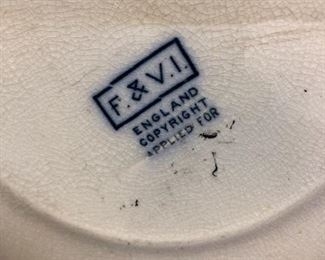 F. & V.I.
ENGLAND
COPYRIGHT
APPLIED FOR